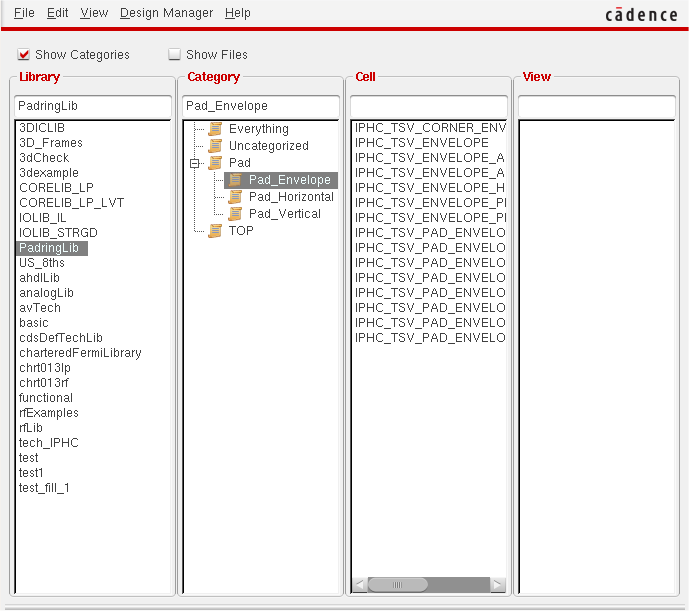 File Edit View Design Manager Help
cādence
Show Categories Show Files
Library Category Cell View
PadringLib Pad_Envelope
3DICLIB
3D_Frames
3dCheck
3dexample
CORELIB_LP
CORELIB_LP_LVT
IOLIB_IL
IOLIB_STRGD
PadringLib
US_8ths
ahdlLib
analogLib
avTech
basic
cdsDefTechLib
charteredFermiLibrary
chrt013lp
chrt013rf
functional
rfExamples
rfLib
tech_IPHC
test
test1
test_fill_1
Everything
Uncategorized
Pad
Pad_Envelope
Pad_Horizontal
Pad_Vertical
TOP
IPHC_TSV_CORNER_ENV
IPHC_TSV_ENVELOPE
IPHC_TSV_ENVELOPE_A
IPHC_TSV_ENVELOPE_A
IPHC_TSV_ENVELOPE_H
IPHC_TSV_ENVELOPE_PI
IPHC_TSV_ENVELOPE_PI
IPHC_TSV_PAD_ENVELO
IPHC_TSV_PAD_ENVELO
IPHC_TSV_PAD_ENVELO
IPHC_TSV_PAD_ENVELO
IPHC_TSV_PAD_ENVELO
IPHC_TSV_PAD_ENVELO
IPHC_TSV_PAD_ENVELO
IPHC_TSV_PAD_ENVELO